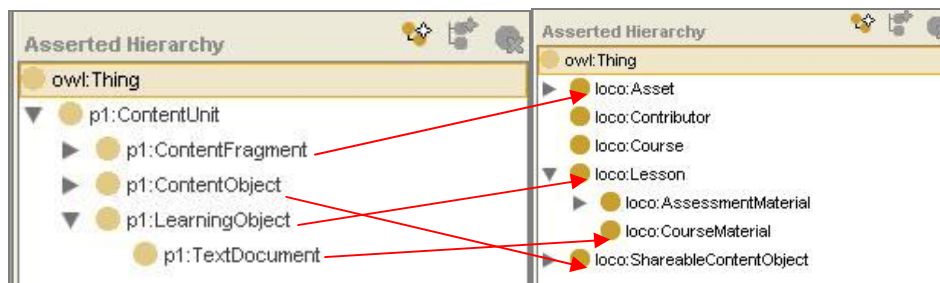 Asserted Hierarchy
owl:Thing
p1:ContentUnit
p1:ContentFragment
p1:ContentObject
p1:LearningObject
p1:TextDocument
Asserted Hierarchy
owl:Thing
loco:Asset
loco:Contributor
loco:Course
loco:Lesson
loco:AssessmentMaterial
loco:CourseMaterial
loco:ShareableContentObject